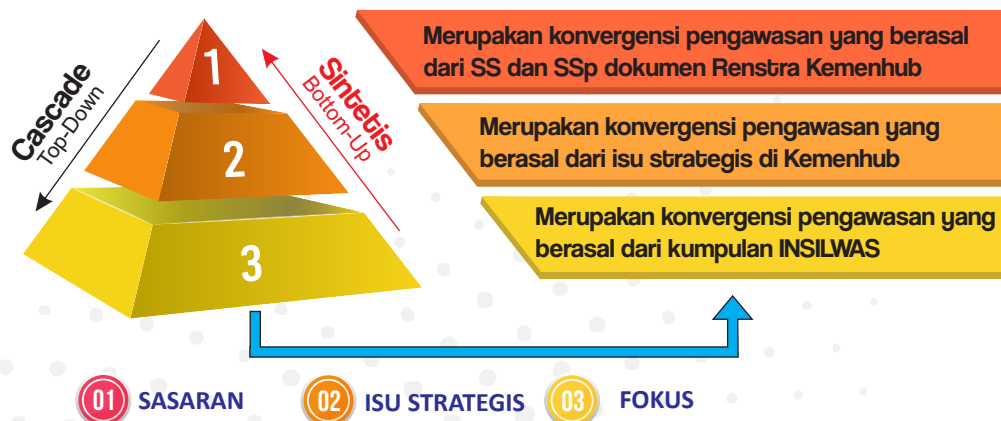 Cascade
Top-Down
1
2
3
Sintetis
Bottom-Up
Merupakan konvergensi pengawasan yang berasal
dari SS dan SSp dokumen Renstra Kemenhub
Merupakan konvergensi pengawasan yang
berasal dari isu strategis di Kemenhub
Merupakan konvergensi pengawasan yang
berasal dari kumpulan INSILWAS
01 SASARAN
02 ISU STRATEGIS
03 FOKUS